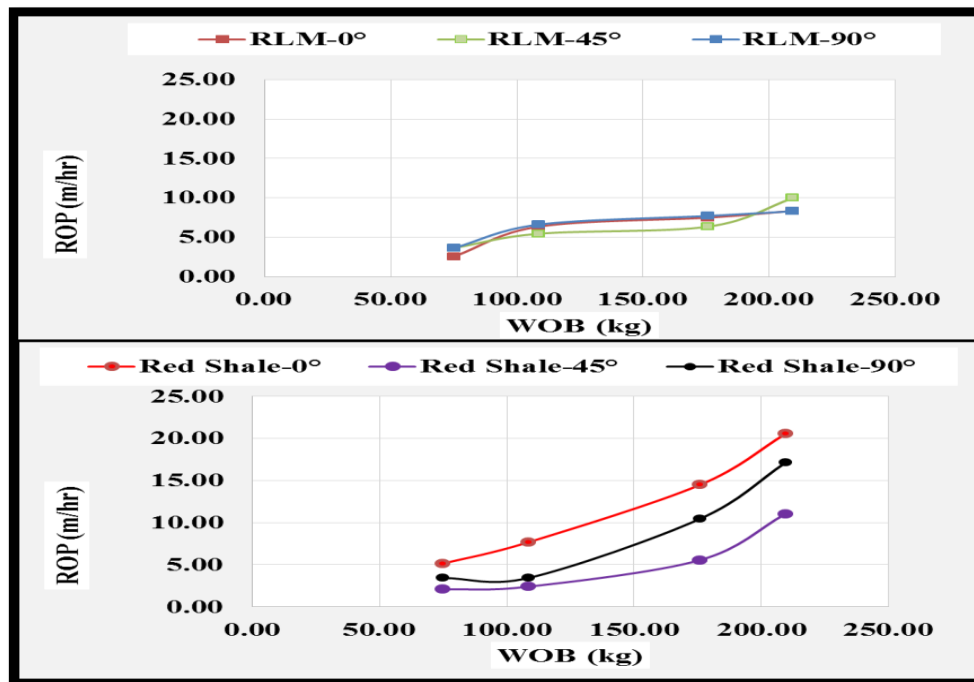 RLM-0° RLM-45° RLM-90°
25.00
20.00
15.00
10.00
5.00
0.00
ROP (m/hr)
0.00 50.00 100.00 150.00 200.00 250.00
WOB (kg)
Red Shale-0° Red Shale-45° Red Shale-90°
25.00
20.00
15.00
10.00
5.00
0.00
ROP (m/hr)
0.00 50.00 100.00 150.00 200.00 250.00
WOB (kg)